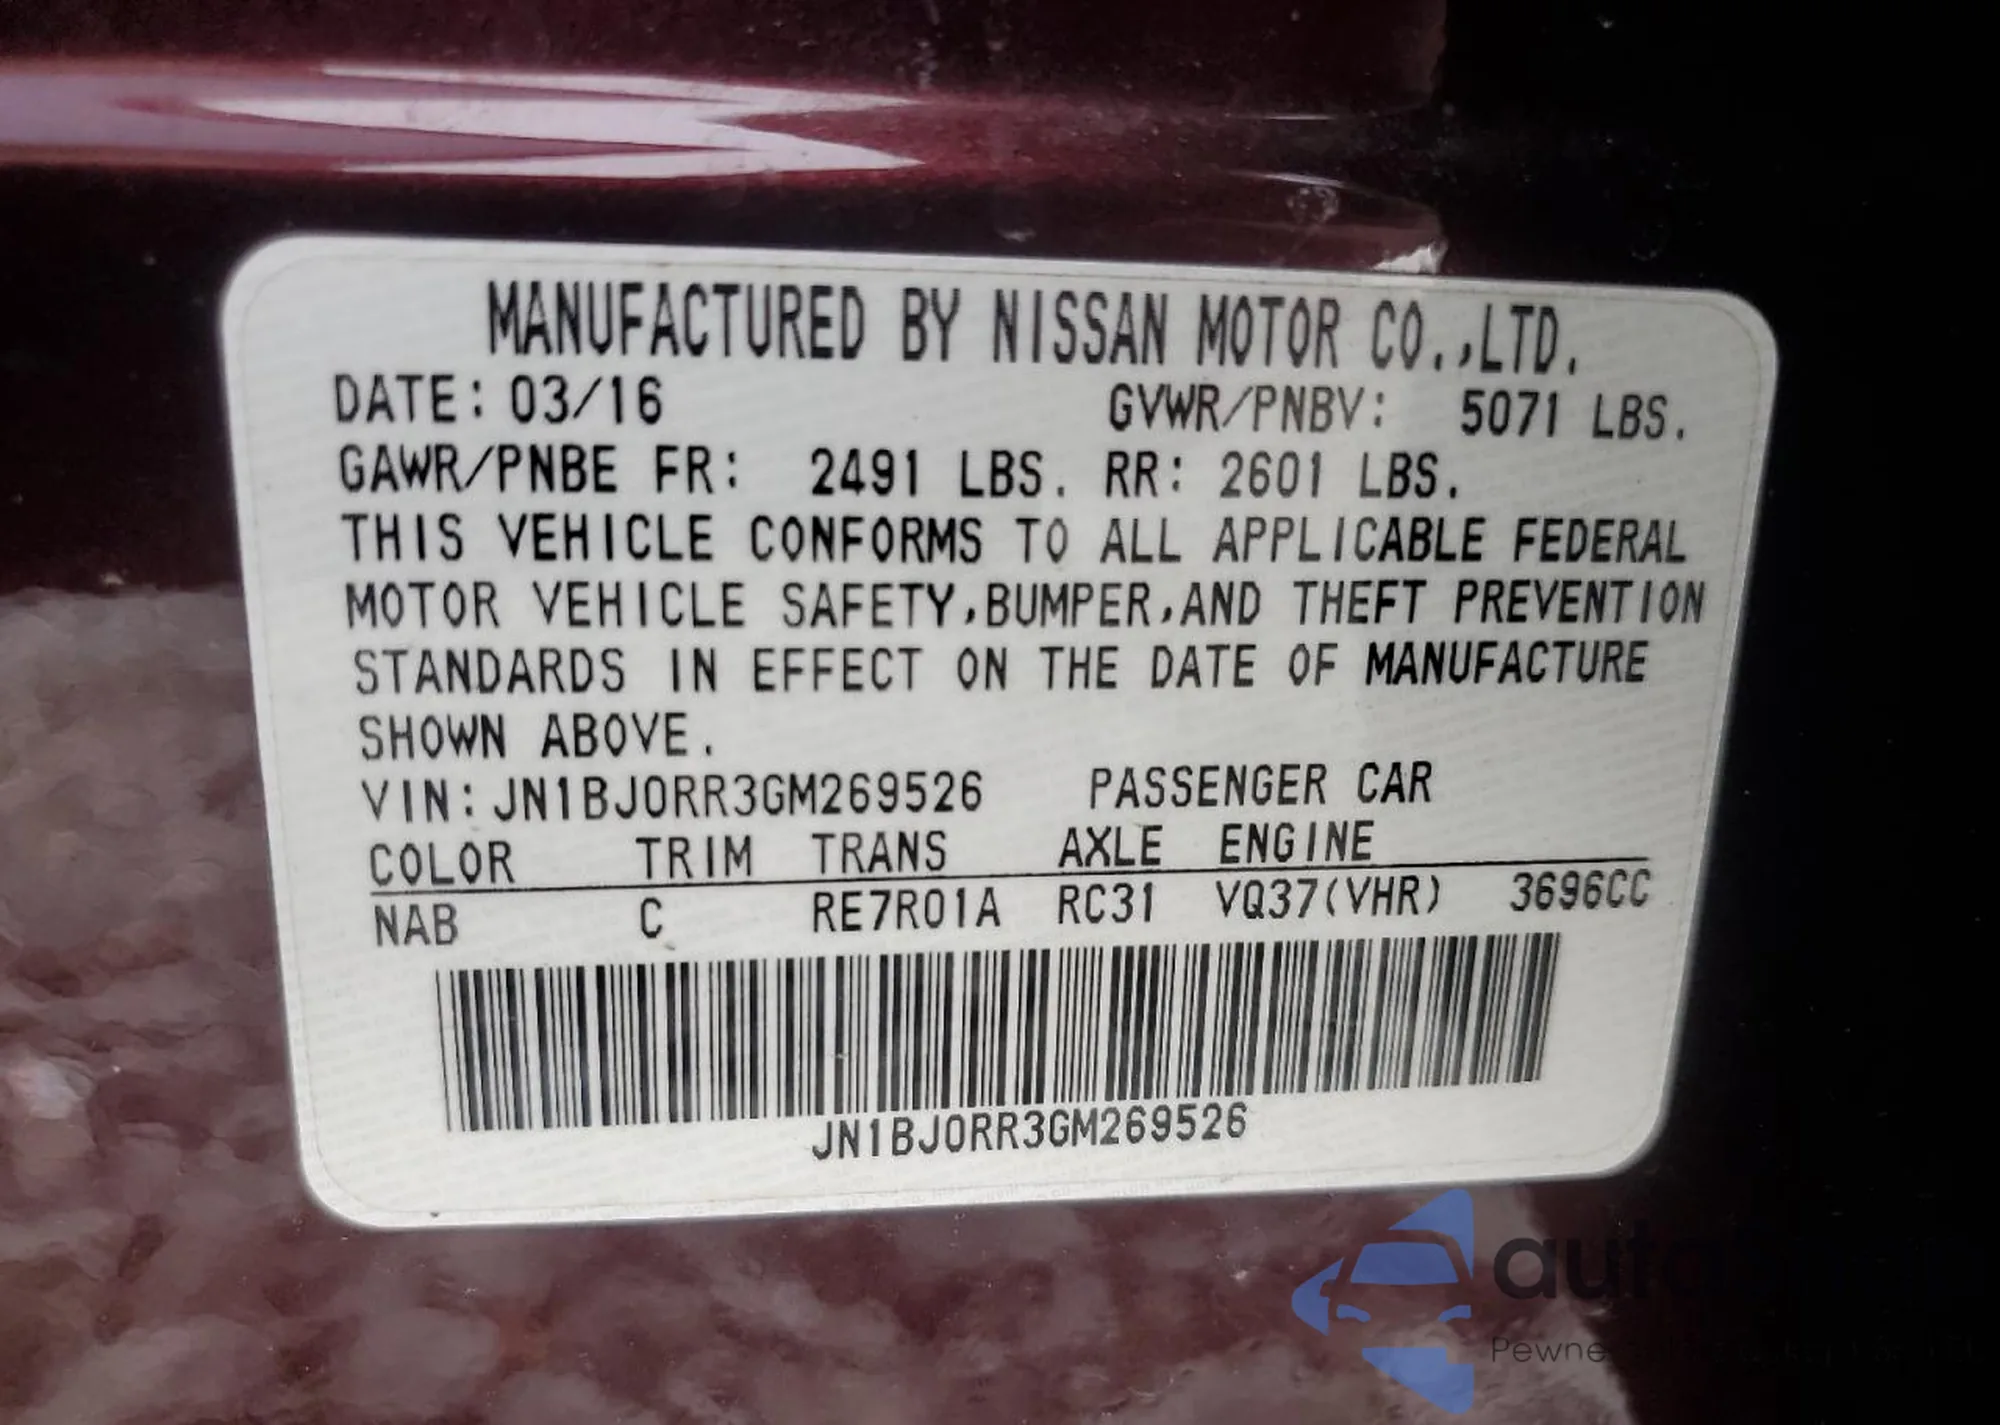 MANUFACTURED BY NISSAN MOTOR CO.,LTD.
DATE: 03/16 GVWR/PNBV: 5071 LBS.
GAWR/PNBE FR: 2491 LBS. RR: 2601 LBS.
THIS VEHICLE CONFORMS TO ALL APPLICABLE FEDERAL
MOTOR VEHICLE SAFETY,BUMPER,AND THEFT PREVENTION
STANDARDS IN EFFECT ON THE DATE OF MANUFACTURE
SHOWN ABOVE.
VIN:JN1BJ0RR3GM269526 PASSENGER CAR
COLOR TRIM TRANS AXLE ENGINE
NAB C RE7R01A RC31 VQ37(VHR) 3696CC
JN1BJ0RR3GM269526